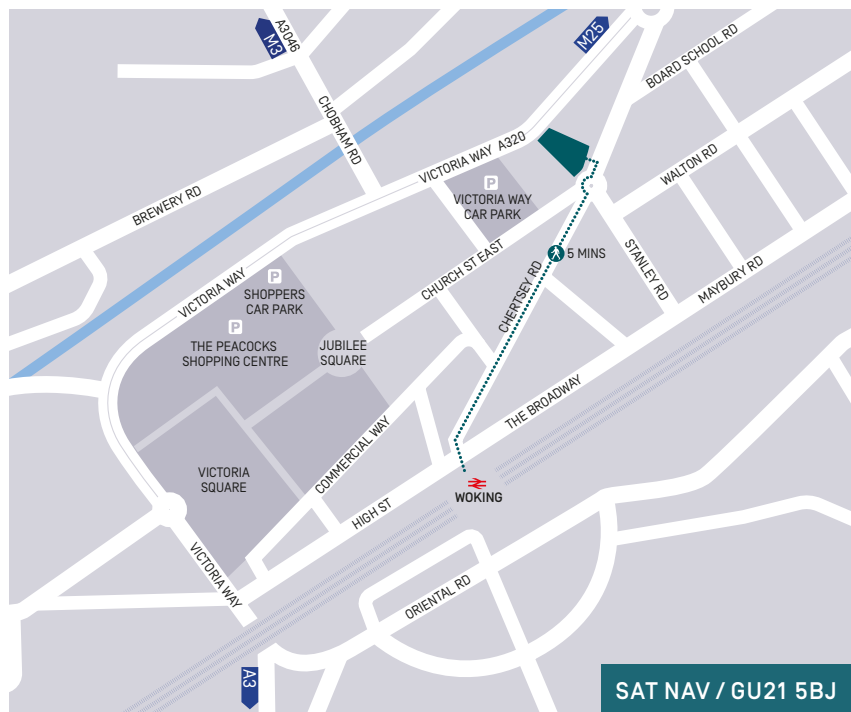 M3
A3046
M25
BOARD SCHOOL RD
CHOBHAM RD
VICTORIA WAY A320
WALTON RD
BREWERY RD
P
VICTORIA WAY
CAR PARK
STANLEY RD
5 MINS
CHURCH ST EAST
MAYBURY RD
VICTORIA WAY
P
SHOPPERS
CAR PARK
CHERTSEY RD
P
THE PEACOCKS
SHOPPING CENTRE
JUBILEE
SQUARE
THE BROADWAY
COMMERCIAL WAY
VICTORIA
SQUARE
WOKING
HIGH ST
VICTORIA WAY
ORIENTAL RD
A3
SAT NAV / GU21 5BJ